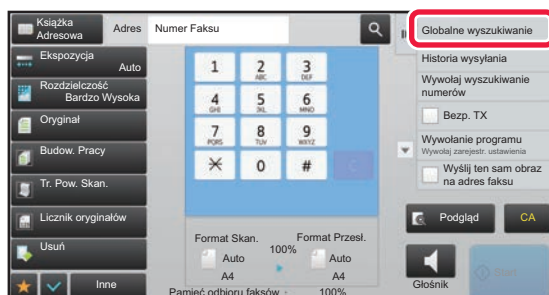 Książka
Adresowa
Adres
Numer Faksu
Ekspozycja
Auto
Rozdzielczość
Bardzo Wysoka
Oryginał
Budow. Pracy
Tr. Pow. Skan.
Licznik oryginałów
Usuń
Inne
1
2 ABC
3 DEF
4 GHI
5 JKL
6 MNO
7 PQRS
8 TUV
9 WXYZ
0
#
C
Format Skan.
100%
Format Przesł.
Auto
Auto
A4
A4
Pamięć odbioru faksów : 100%
Globalne wyszukiwanie
Historia wysyłania
Wywołaj wyszukiwanie
numerów
Bezp. TX
Wywołanie programu
Wywołaj zarejestr. ustawienia
Wyślij ten sam obraz
na adres faksu
Podgląd
CA
Głośnik
Start